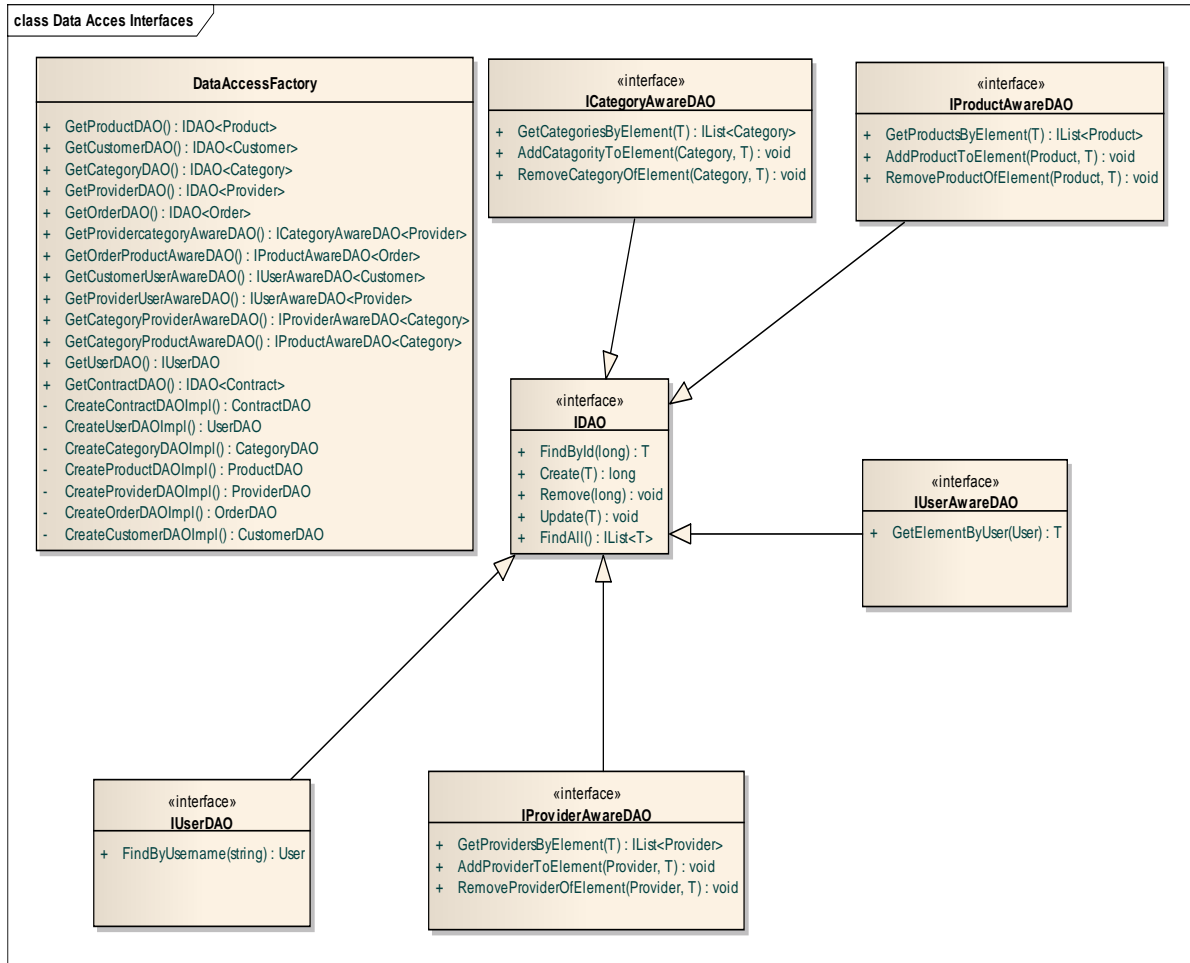 class Data Acces Interfaces
DataAccessFactory
+ GetProductDAO() : IDAO<Product>
+ GetCustomerDAO() : IDAO<Customer>
+ GetCategoryDAO() : IDAO<Category>
+ GetProviderDAO() : IDAO<Provider>
+ GetOrderDAO() : IDAO<Order>
+ GetProvidercategoryAwareDAO() : ICategoryAwareDAO<Provider>
+ GetOrderProductAwareDAO() : IProductAwareDAO<Order>
+ GetCustomerUserAwareDAO() : IUserAwareDAO<Customer>
+ GetProviderUserAwareDAO() : IUserAwareDAO<Provider>
+ GetCategoryProviderAwareDAO() : IProviderAwareDAO<Category>
+ GetCategoryProductAwareDAO() : IProductAwareDAO<Category>
+ GetUserDAO() : IUserDAO
+ GetContractDAO() : IDAO<Contract>
- CreateContractDAOImpl() : ContractDAO
- CreateUserDAOImpl() : UserDAO
- CreateCategoryDAOImpl() : CategoryDAO
- CreateProductDAOImpl() : ProductDAO
- CreateProviderDAOImpl() : ProviderDAO
- CreateOrderDAOImpl() : OrderDAO
- CreateCustomerDAOImpl() : CustomerDAO
«interface»
ICategoryAwareDAO
+ GetCategoriesByElement(T) : IList<Category>
+ AddCatagorityToElement(Category, T) : void
+ RemoveCategoryOfElement(Category, T) : void
«interface»
IProductAwareDAO
+ GetProductsByElement(T) : IList<Product>
+ AddProductToElement(Product, T) : void
+ RemoveProductOfElement(Product, T) : void
«interface»
IDAO
+ FindById(long) : T
+ Create(T) : long
+ Remove(long) : void
+ Update(T) : void
+ FindAll() : IList<T>
«interface»
IUserAwareDAO
+ GetElementByUser(User) : T
«interface»
IUserDAO
+ FindByUsername(string) : User
«interface»
IProviderAwareDAO
+ GetProvidersByElement(T) : IList<Provider>
+ AddProviderToElement(Provider, T) : void
+ RemoveProviderOfElement(Provider, T) : void